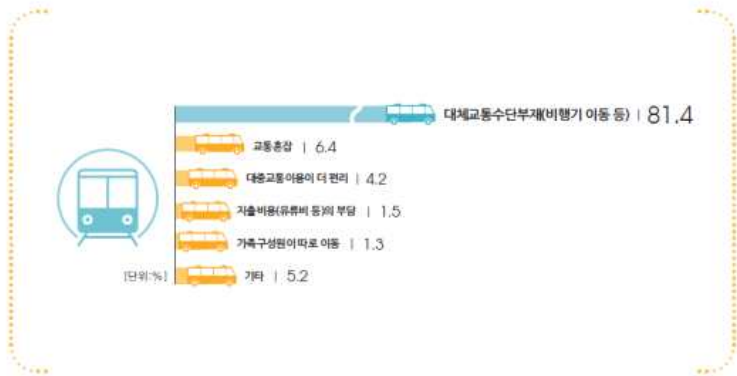 대체교통수단부재(비행기 이동 등) | 81.4
교통혼잡 | 6.4
대중교통이용이 더 편리 | 4.2
지출비용(유류비 등)의 부담 | 1.5
가족구성원이 따로 이동 | 1.3
[단위:%]
기타 | 5.2